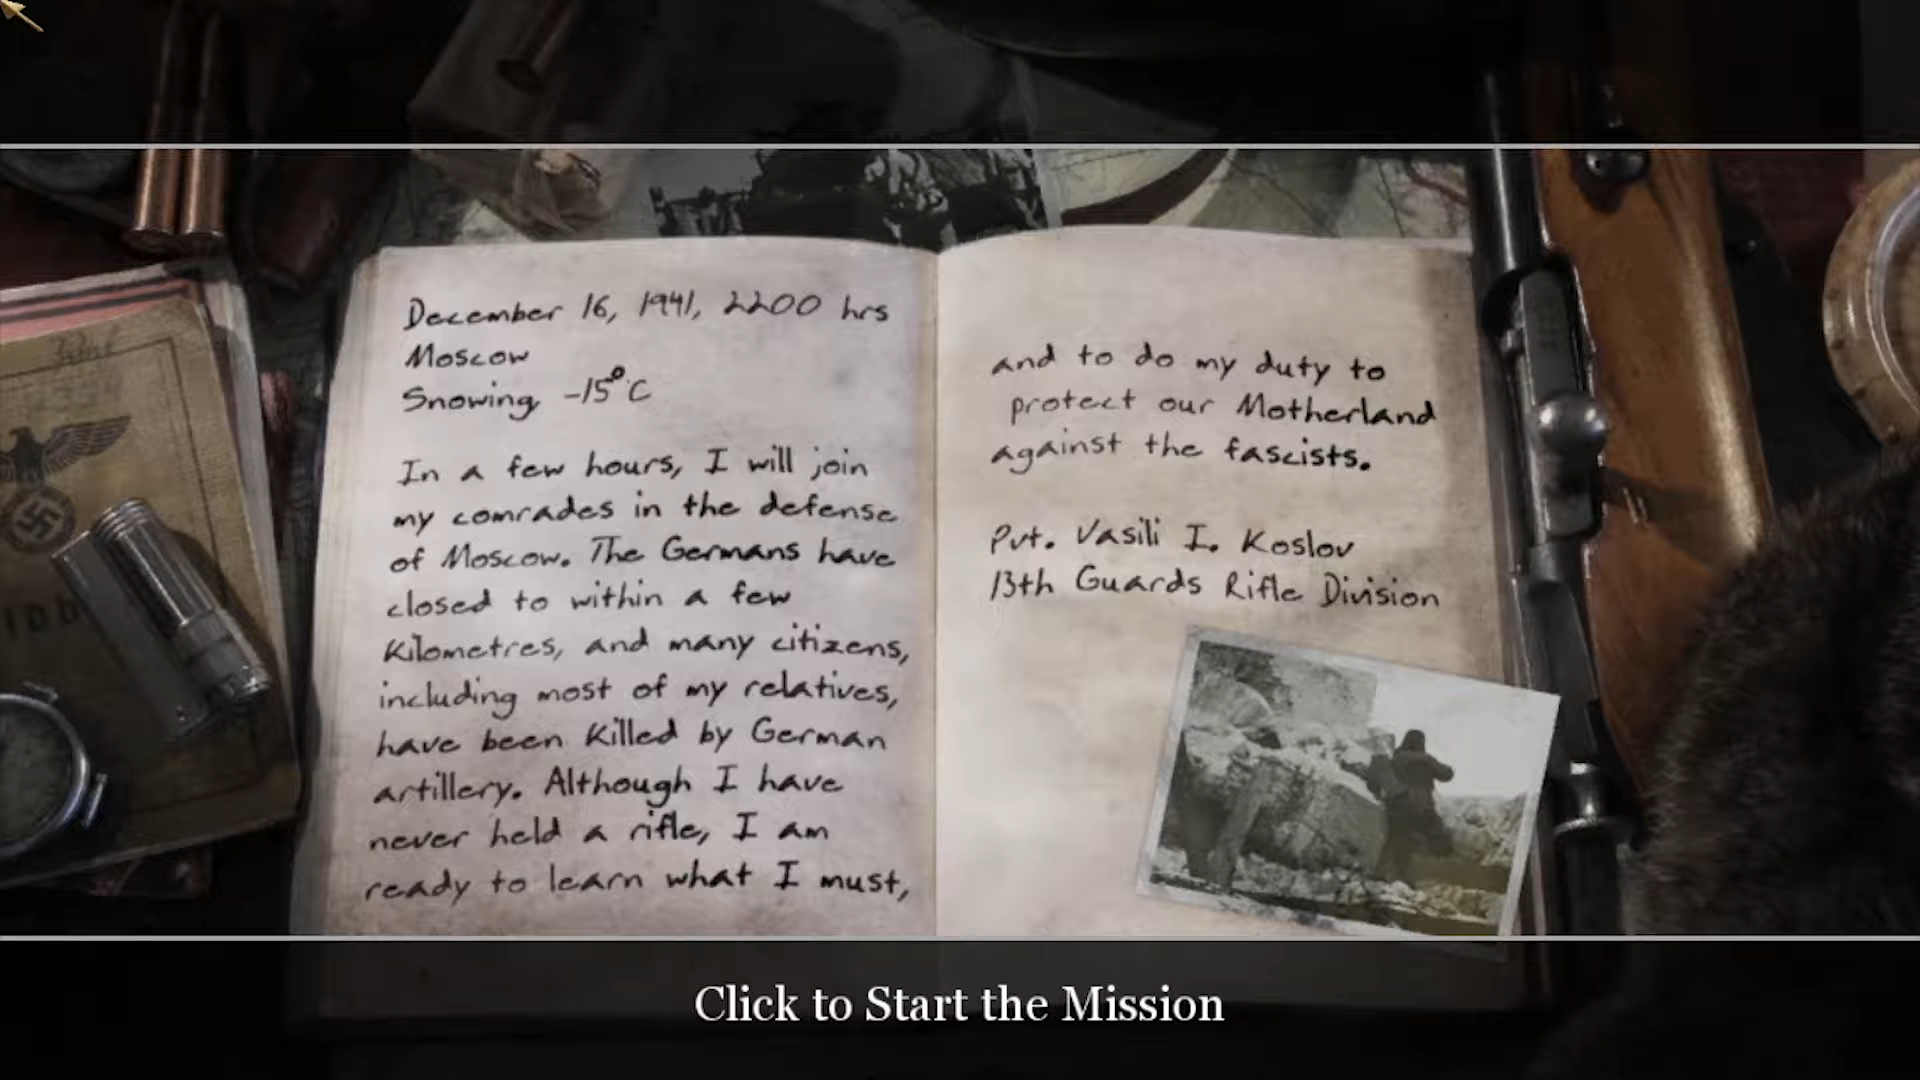 December 16, 1941, 2200 hrs
Moscow
Snowing, -15°C
In a few hours, I will join
my comrades in the defense
of Moscow. The Germans have
closed to within a few
kilometres, and many citizens,
including most of my relatives,
have been killed by German
artillery. Although I have
never held a rifle, I am
ready to learn what I must,
and to do my duty to
protect our Motherland
against the fascists.
Pvt. Vasili I. Koslov
13th Guards Rifle Division
Click to Start the Mission